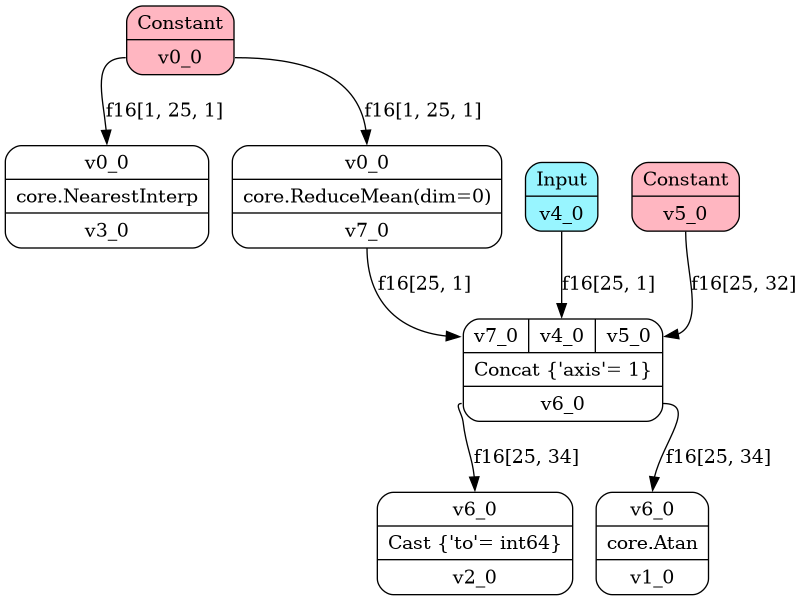 Constant
v0_0
f16[1, 25, 1]
f16[1, 25, 1]
v0_0
core.NearestInterp
v3_0
v0_0
core.ReduceMean(dim=0)
v7_0
Input
v4_0
Constant
v5_0
f16[25, 1]
f16[25, 1]
f16[25, 32]
v7_0 v4_0 v5_0
Concat {'axis'= 1}
v6_0
f16[25, 34]
f16[25, 34]
v6_0
Cast {'to'= int64}
v2_0
v6_0
core.Atan
v1_0